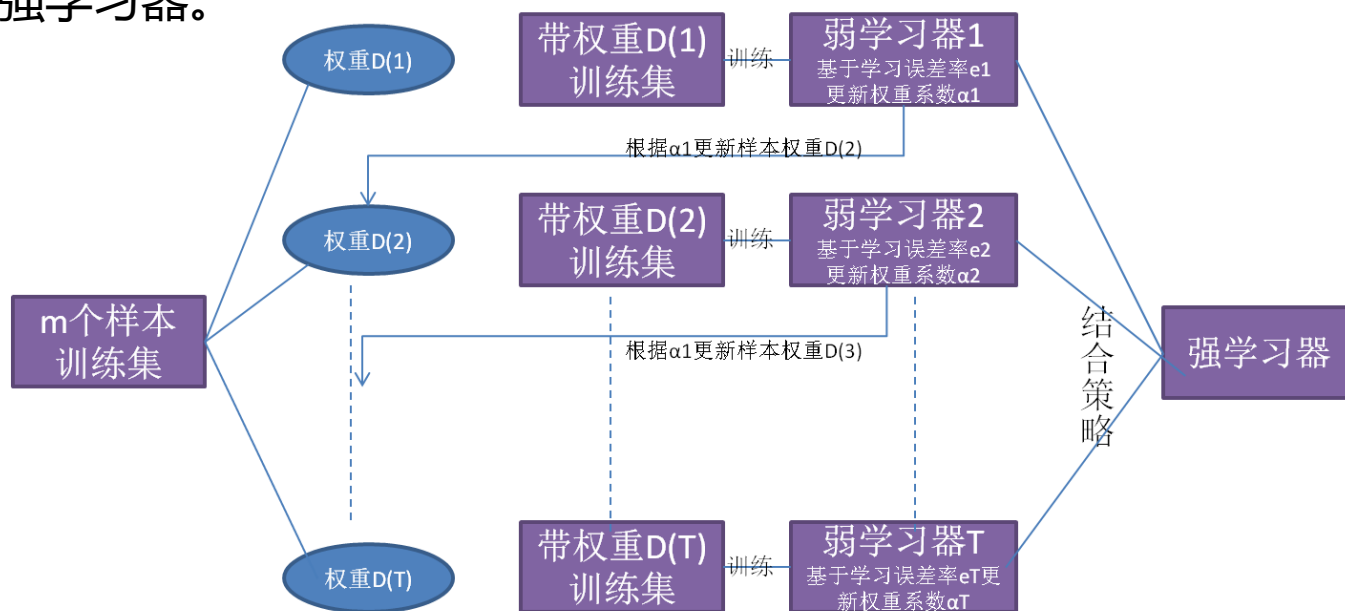 强学习器。
权重D(1)
带权重D(1)
训练集
训练
弱学习器1
基于学习误差率e1
更新权重系数α1
根据α1更新样本权重D(2)
权重D(2)
带权重D(2)
训练集
训练
弱学习器2
基于学习误差率e2
更新权重系数α2
m个样本
训练集
根据α1更新样本权重D(3)
结合策略
强学习器
权重D(T)
带权重D(T)
训练集
训练
弱学习器T
基于学习误差率eT更
新权重系数αT